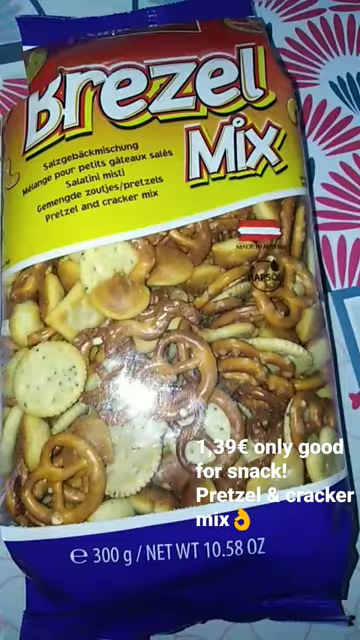 Brezel
Mix
Salzgebäckmischung
Mélange pour petits gâteaux salés
Salatini misti
Gemengde zoutjes/pretzels
Pretzel and cracker mix
MADE IN AUSTRIA
RAPSÖL
1,39€ only good
for snack!
Pretzel & cracker
mix👌
℮ 300 g / NET WT 10.58 OZ